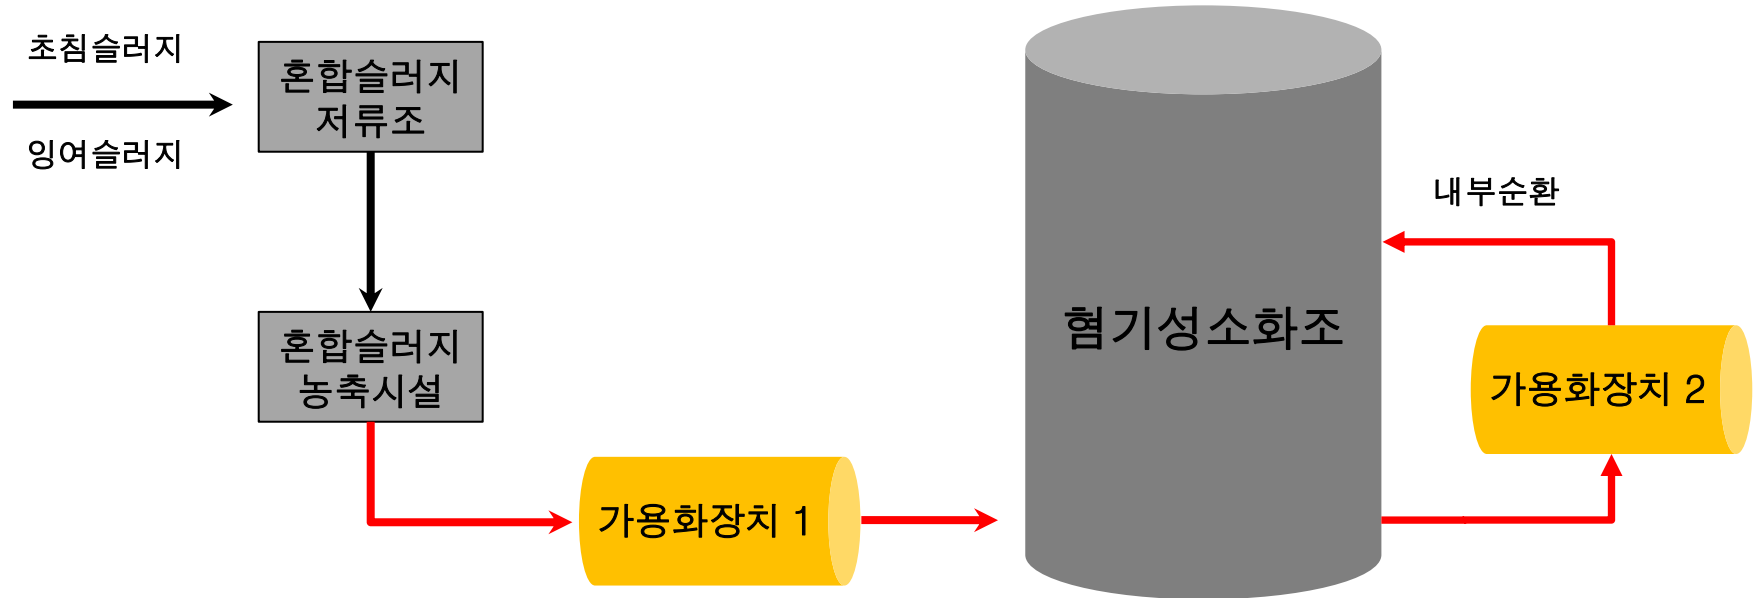 초침슬러지
잉여슬러지
혼합슬러지
저류조
혼합슬러지
농축시설
가용화장치 1
혐기성소화조
내부순환
가용화장치 2